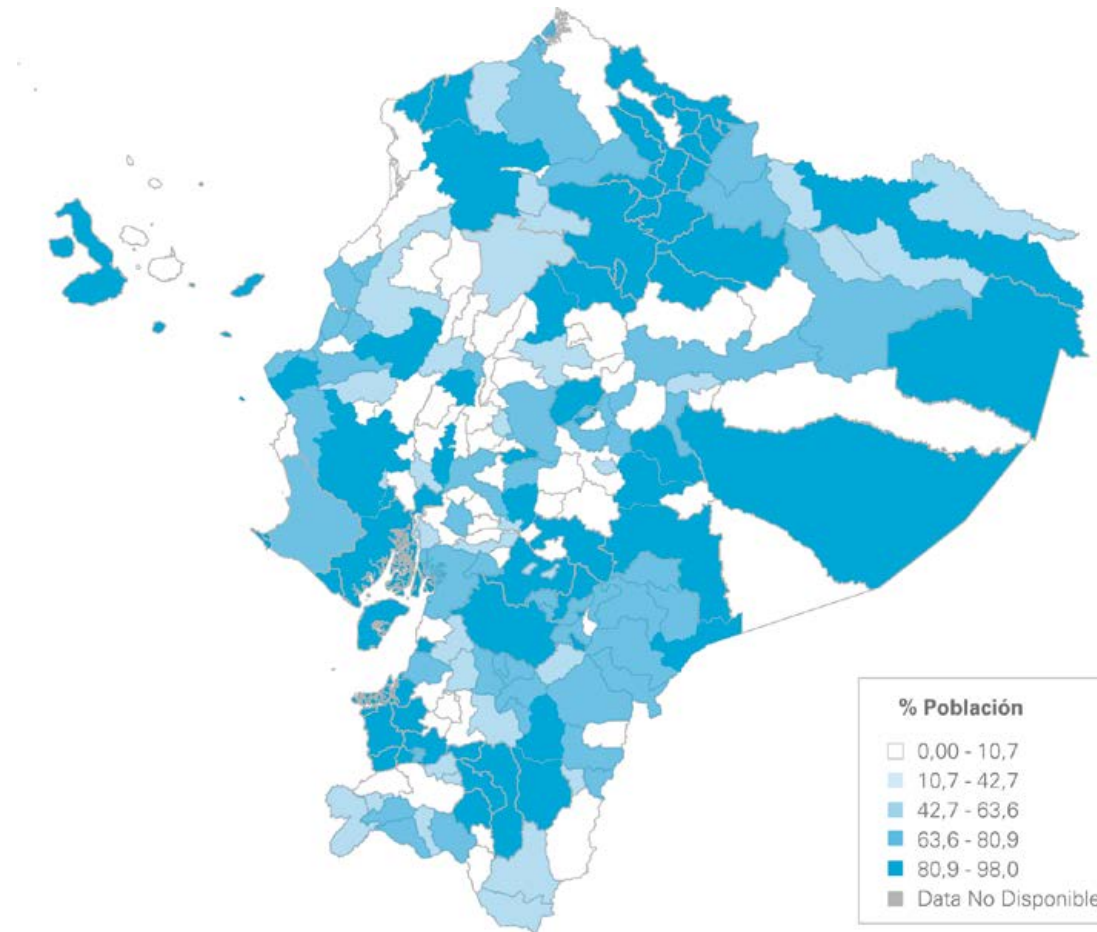 % Población
0,00 - 10,7
10,7 - 42,7
42,7 - 63,6
63,6 - 80,9
80,9 - 98,0
Data No Disponible